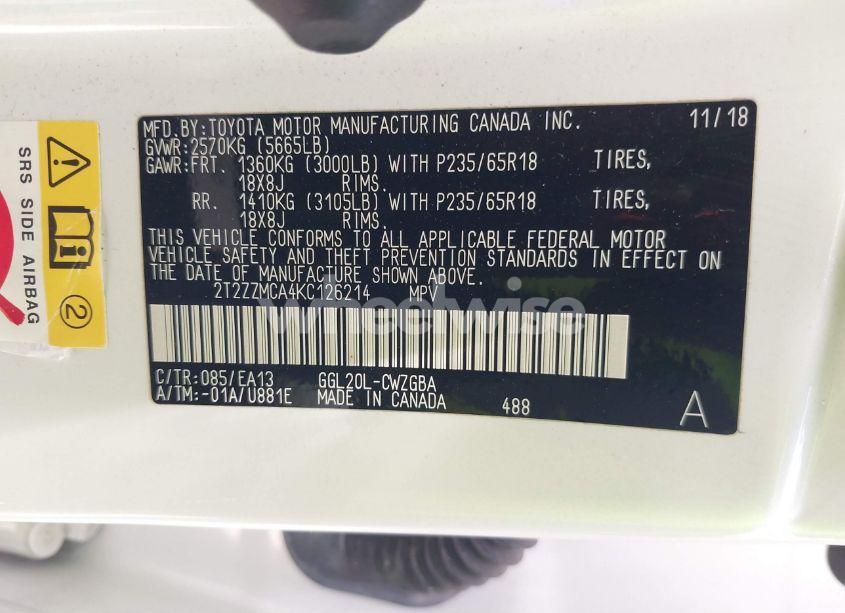 MFD.BY:TOYOTA MOTOR MANUFACTURING CANADA INC. 11/18
GVWR:2570KG (5665LB)
GAWR:FRT. 1360KG (3000LB) WITH P235/65R18 TIRES,
18X8J RIMS.
RR. 1410KG (3105LB) WITH P235/65R18 TIRES,
18X8J RIMS.
THIS VEHICLE CONFORMS TO ALL APPLICABLE FEDERAL MOTOR
VEHICLE SAFETY AND THEFT PREVENTION STANDARDS IN EFFECT ON
THE DATE OF MANUFACTURE SHOWN ABOVE.
2T2ZZMCA4KC126214 MPV
wheelwise
C/TR:085/EA13 GGL20L-CWZGBA
A/TM:-01A/U881E MADE IN CANADA 488 A
SRS SIDE AIRBAG
2